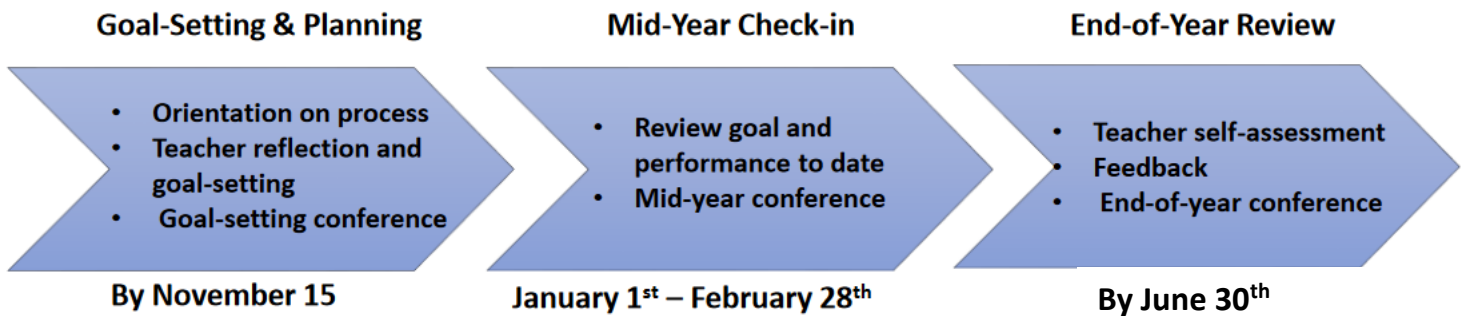 Goal-Setting & Planning
• Orientation on process
• Teacher reflection and
goal-setting
• Goal-setting conference
By November 15
Mid-Year Check-in
• Review goal and
performance to date
• Mid-year conference
January 1st – February 28th
End-of-Year Review
• Teacher self-assessment
• Feedback
• End-of-year conference
By June 30th